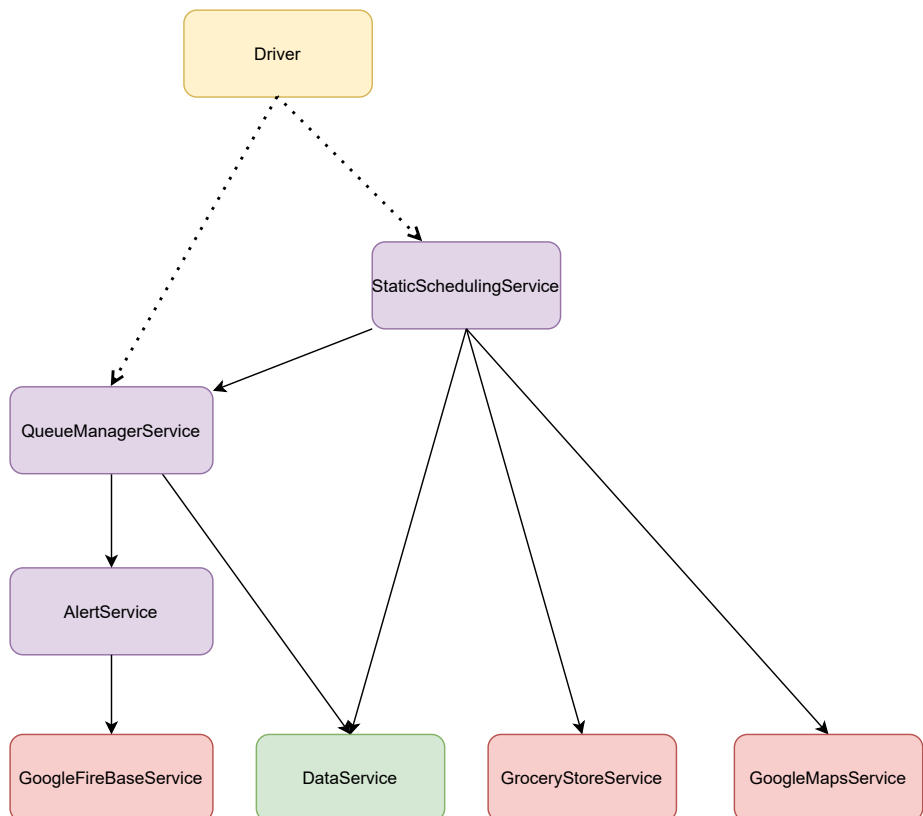 Driver
StaticSchedulingService
QueueManagerService
AlertService
GoogleFireBaseService
DataService
GroceryStoreService
GoogleMapsService